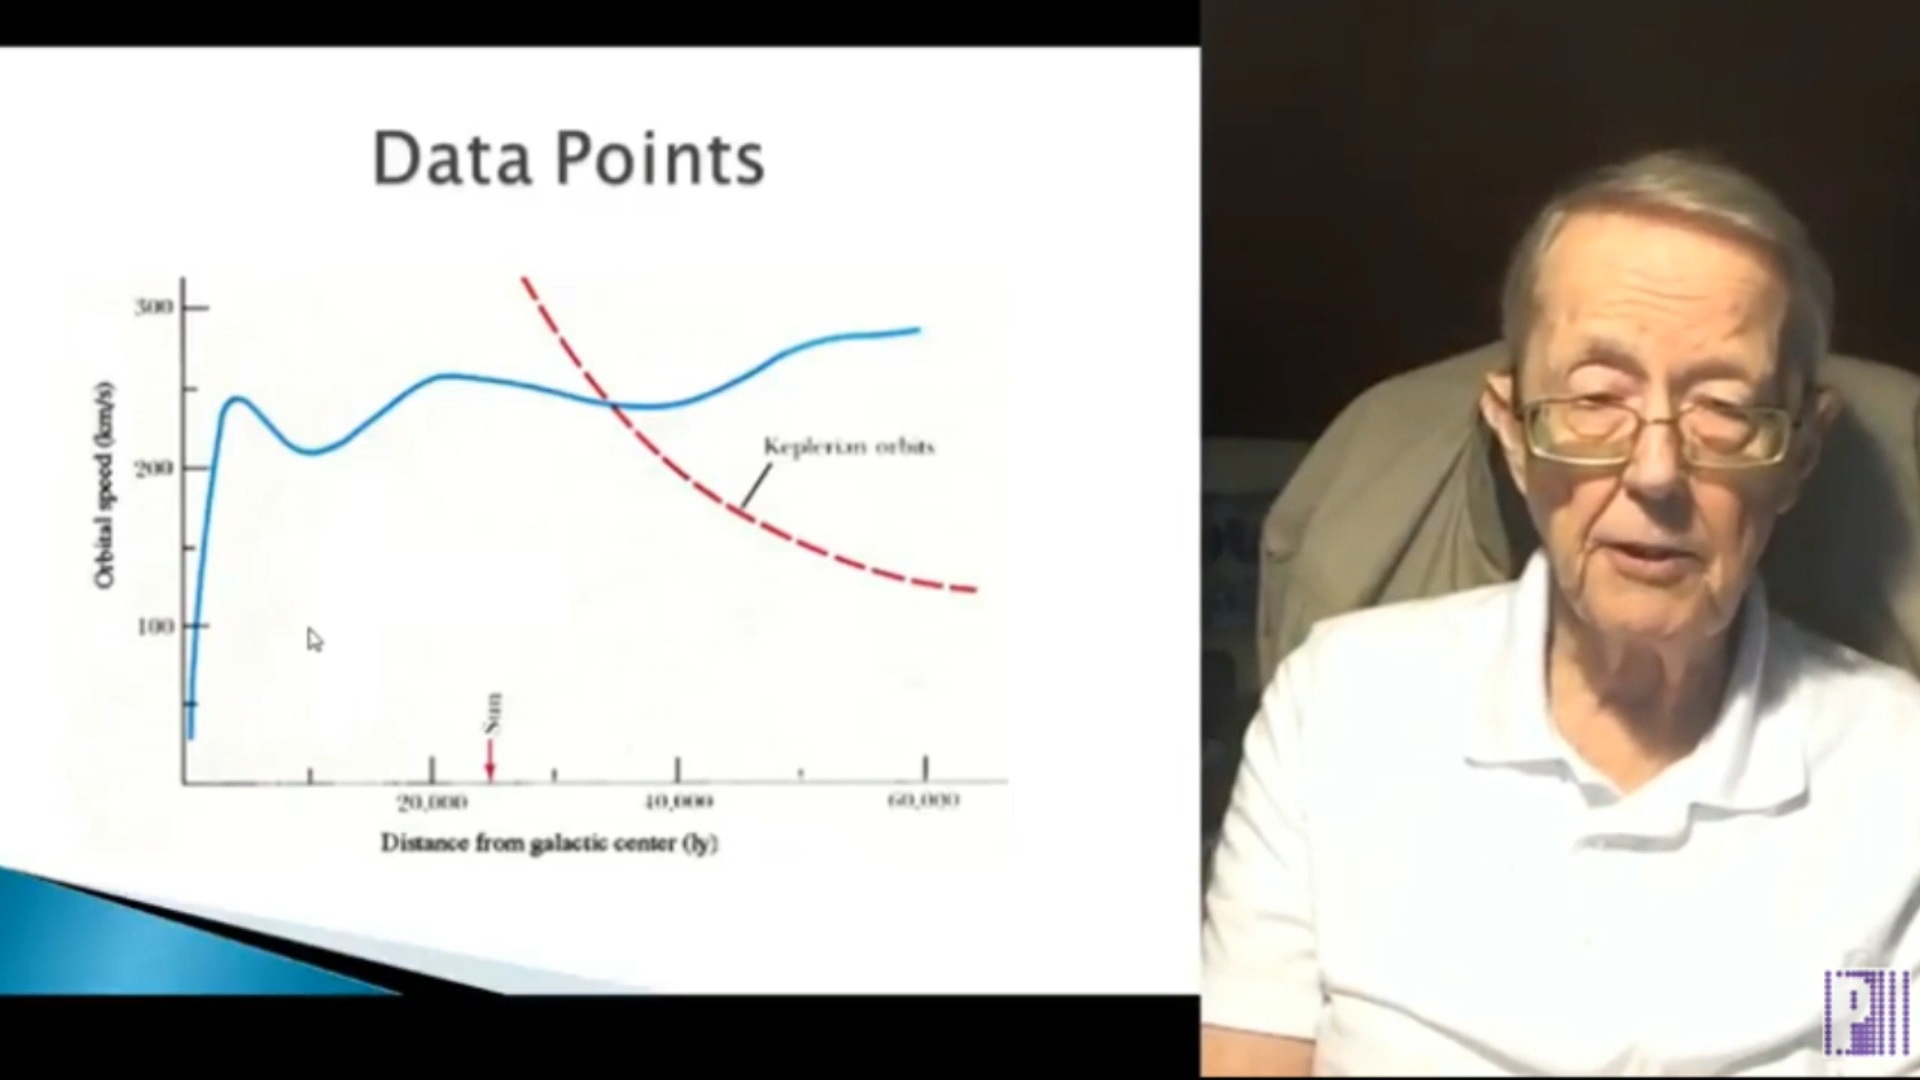 Data Points
300
200
100
Orbital speed (km/s)
Keplerian orbits
Sun
20,000
40,000
60,000
Distance from galactic center (ly)
P